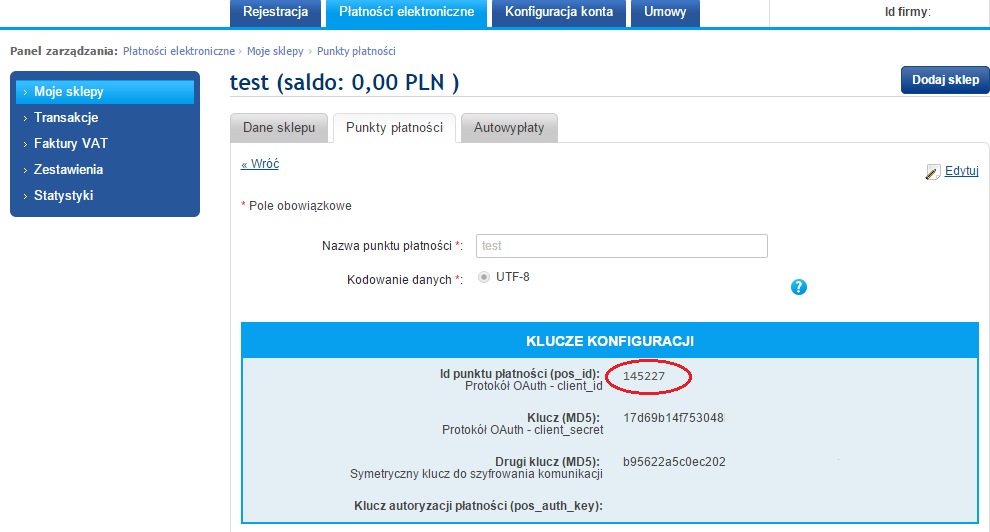 Rejestracja Płatności elektroniczne Konfiguracja konta Umowy Id firmy:
Panel zarządzania: Płatności elektroniczne › Moje sklepy › Punkty płatności
› Moje sklepy
› Transakcje
› Faktury VAT
› Zestawienia
› Statystyki
test (saldo: 0,00 PLN )
Dodaj sklep
Dane sklepu Punkty płatności Autowypłaty
« Wróć
Edytuj
* Pole obowiązkowe
Nazwa punktu płatności *: test
Kodowanie danych *: UTF-8
?
KLUCZE KONFIGURACJI
Id punktu płatności (pos_id): 145227
Protokół OAuth - client_id
Klucz (MD5): 17d69b14f753048
Protokół OAuth - client_secret
Drugi klucz (MD5): b95622a5c0ec202
Symetryczny klucz do szyfrowania komunikacji
Klucz autoryzacji płatności (pos_auth_key):